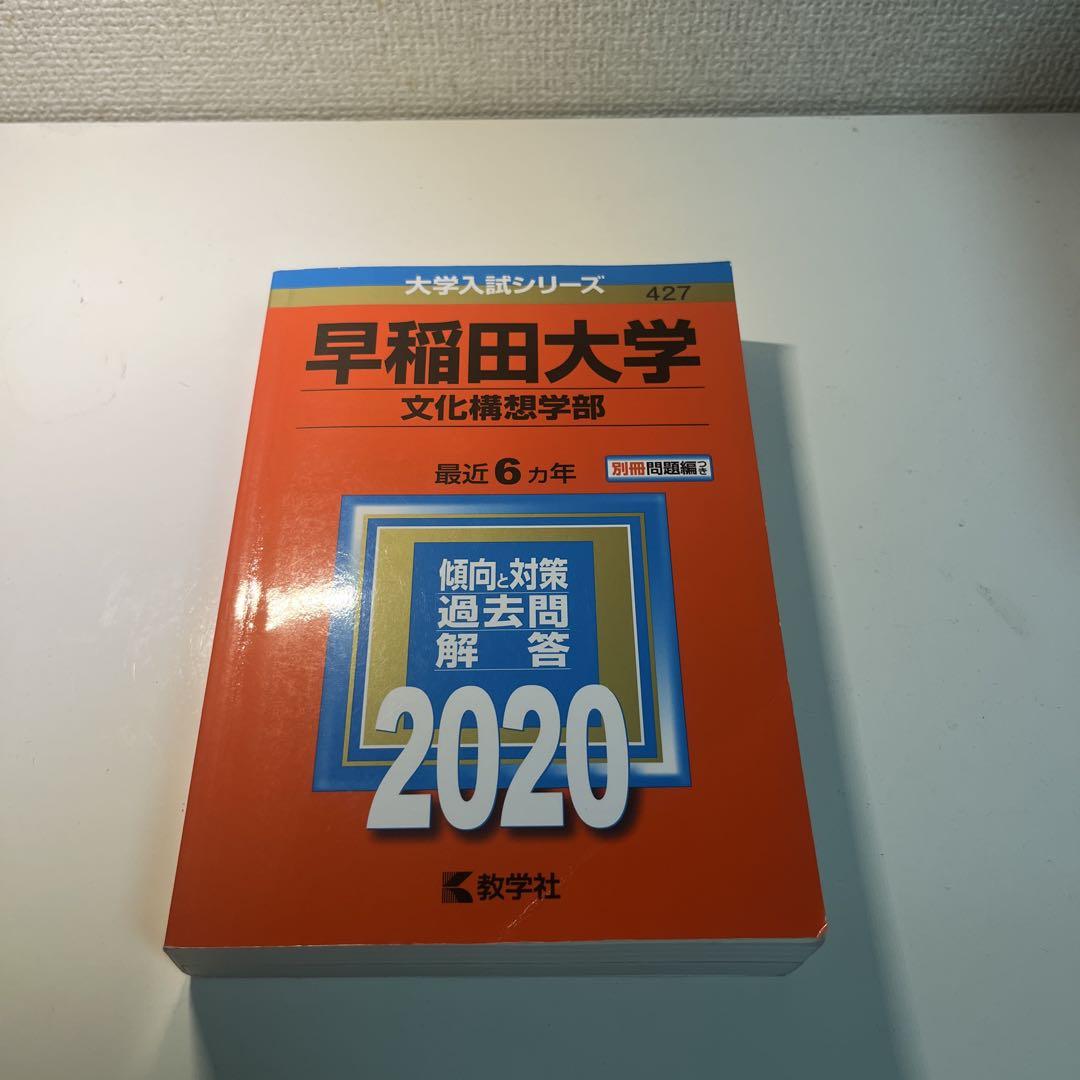 大学入試シリーズ
427
早稲田大学
文化構想学部
最近6カ年
別冊問題編つき
傾向と対策
過去問
解答
2020
教学社